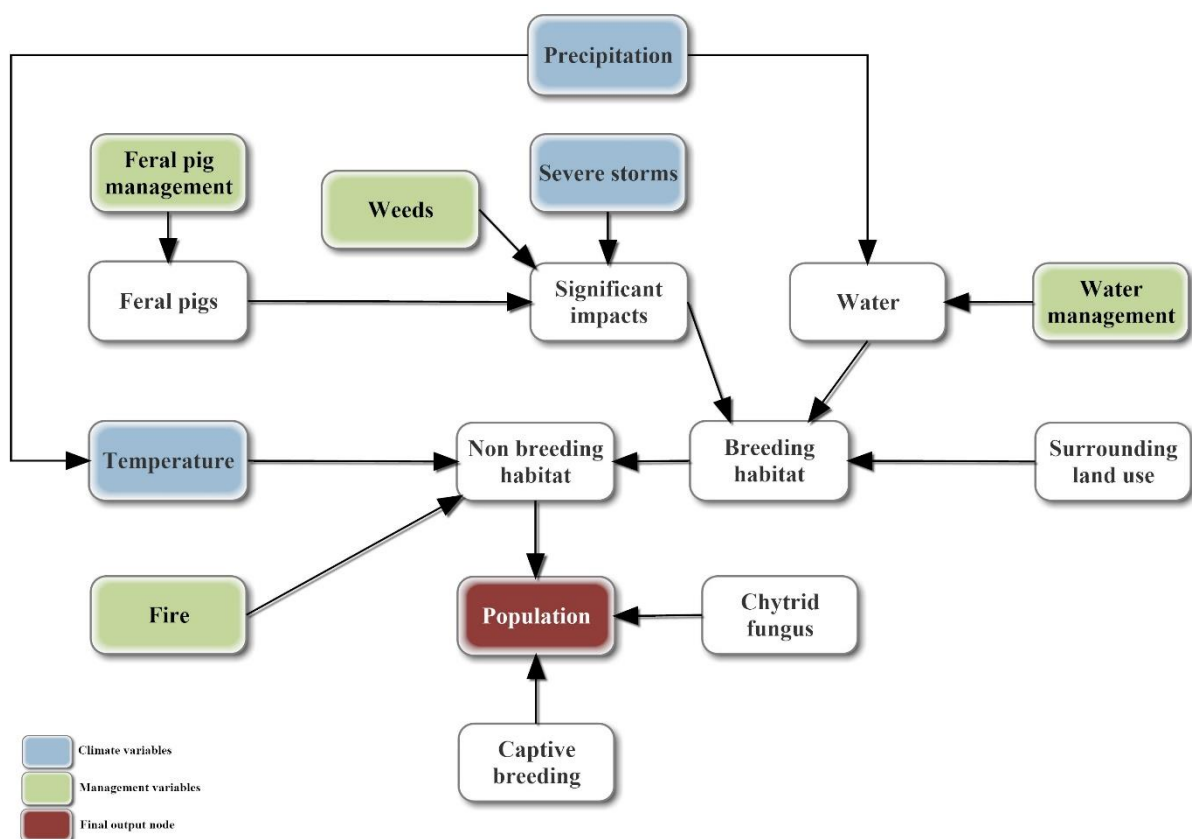 Precipitation
Feral pig
management
Severe storms
Weeds
Feral pigs
Significant
impacts
Water
Water
management
Temperature
Non breeding
habitat
Breeding
habitat
Surrounding
land use
Fire
Population
Chytrid
fungus
Captive
breeding
Climate variables
Management variables
Final output node